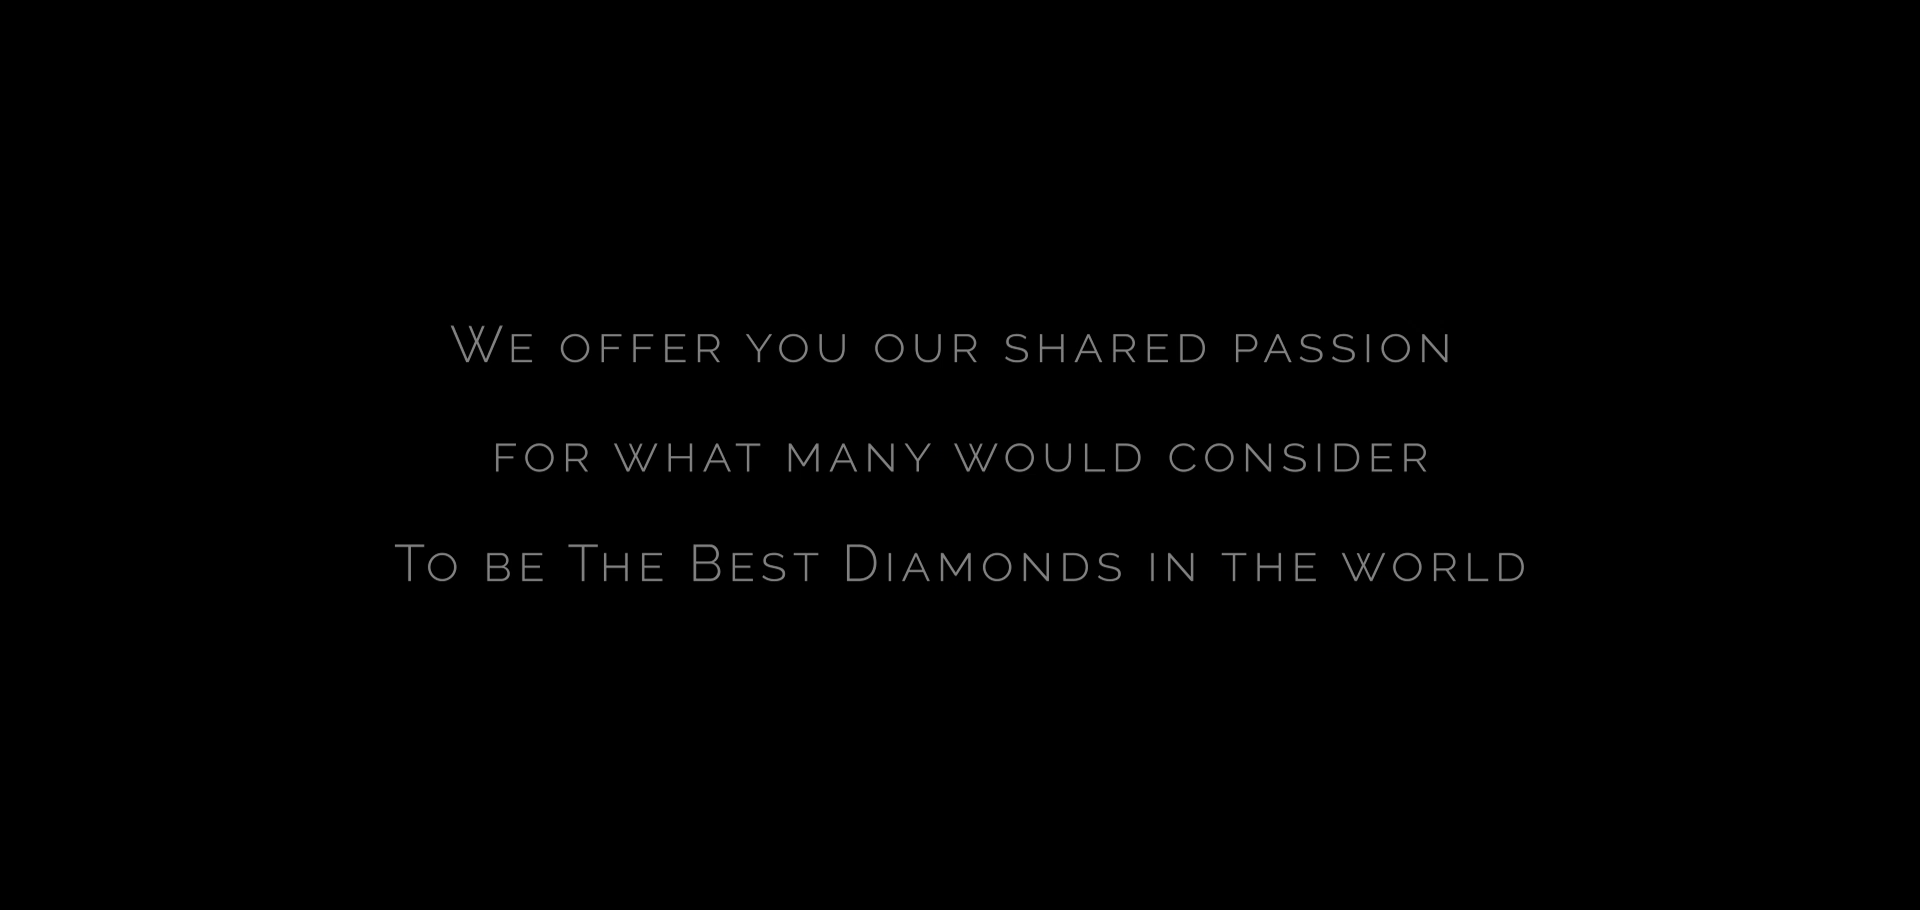 We offer you our shared passion
for what many would consider
To be The Best Diamonds in the world